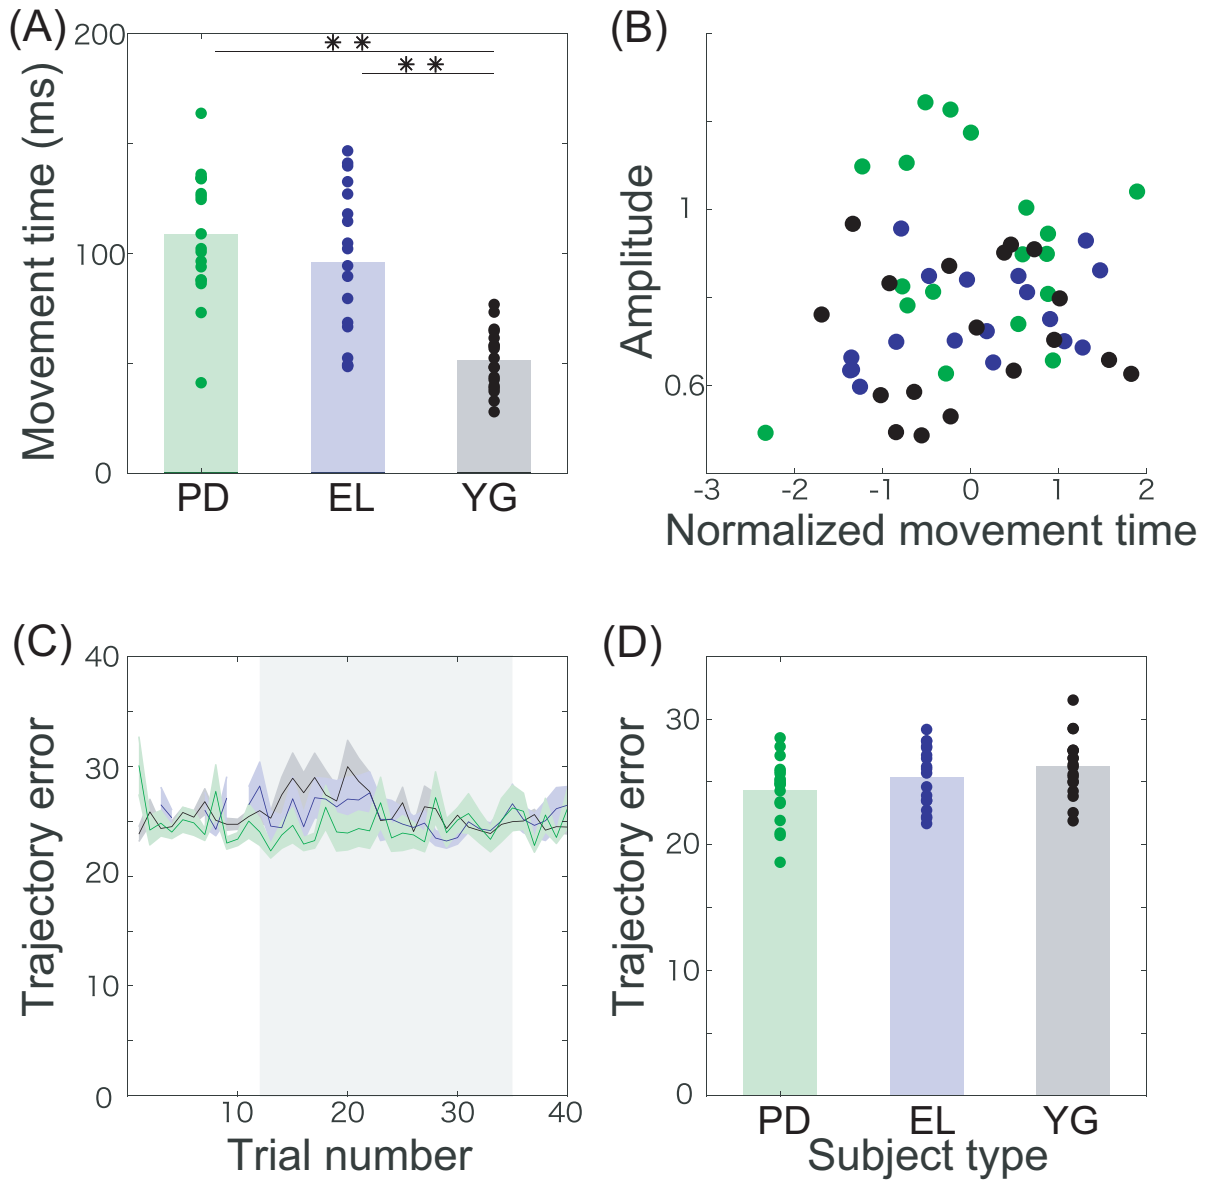 (A)
Movement time (ms)
200
100
0
* *
* *
PD EL YG
(B)
Amplitude
1
0.6
-3 -2 -1 0 1 2
Normalized movement time
(C)
Trajectory error
40
30
20
10
0
10 20 30 40
Trial number
(D)
Trajectory error
30
20
10
0
PD EL YG
Subject type